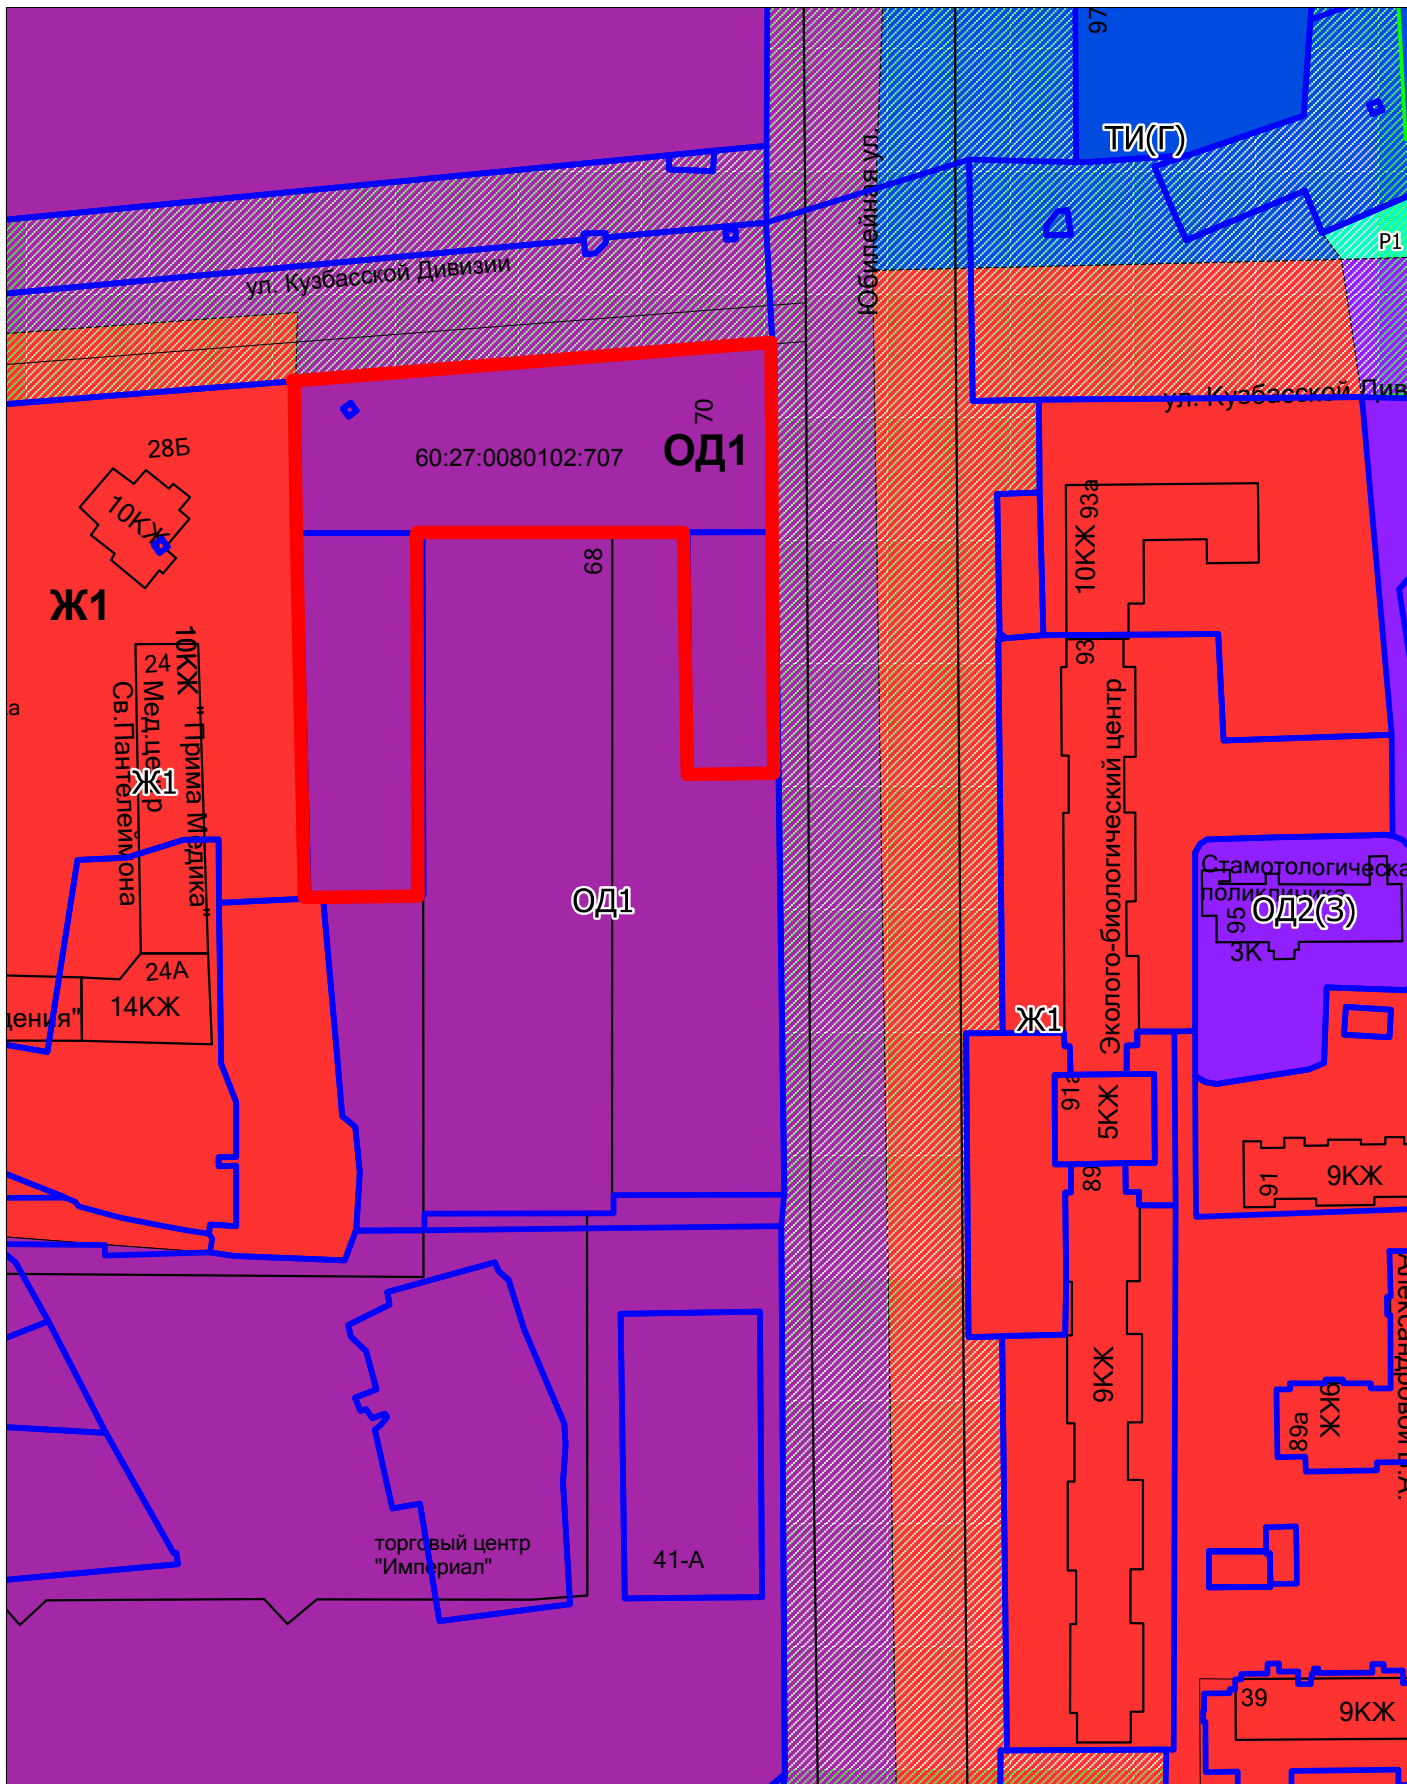 97
ТИ(Г)
Юбилейная ул.
Р1
ул. Кузбасской Дивизии
ул. Кузбасской Див
70
28Б
60:27:0080102:707
ОД1
10КЖ
93а
10КЖ
68
Ж1
10КЖ
24
93
Мед.центр
Св.Пантелеймона
"Прима Медика"
а
Ж1
Эколого-биологический центр
Стамотологическа
поликлиника
95
ОД2(З)
3К
ОД1
24А
14КЖ
дения"
Ж1
91а
5КЖ
89
91
9КЖ
9КЖ
Александровой В.А.
89а
9КЖ
торговый центр
"Империал"
41-А
39
9КЖ